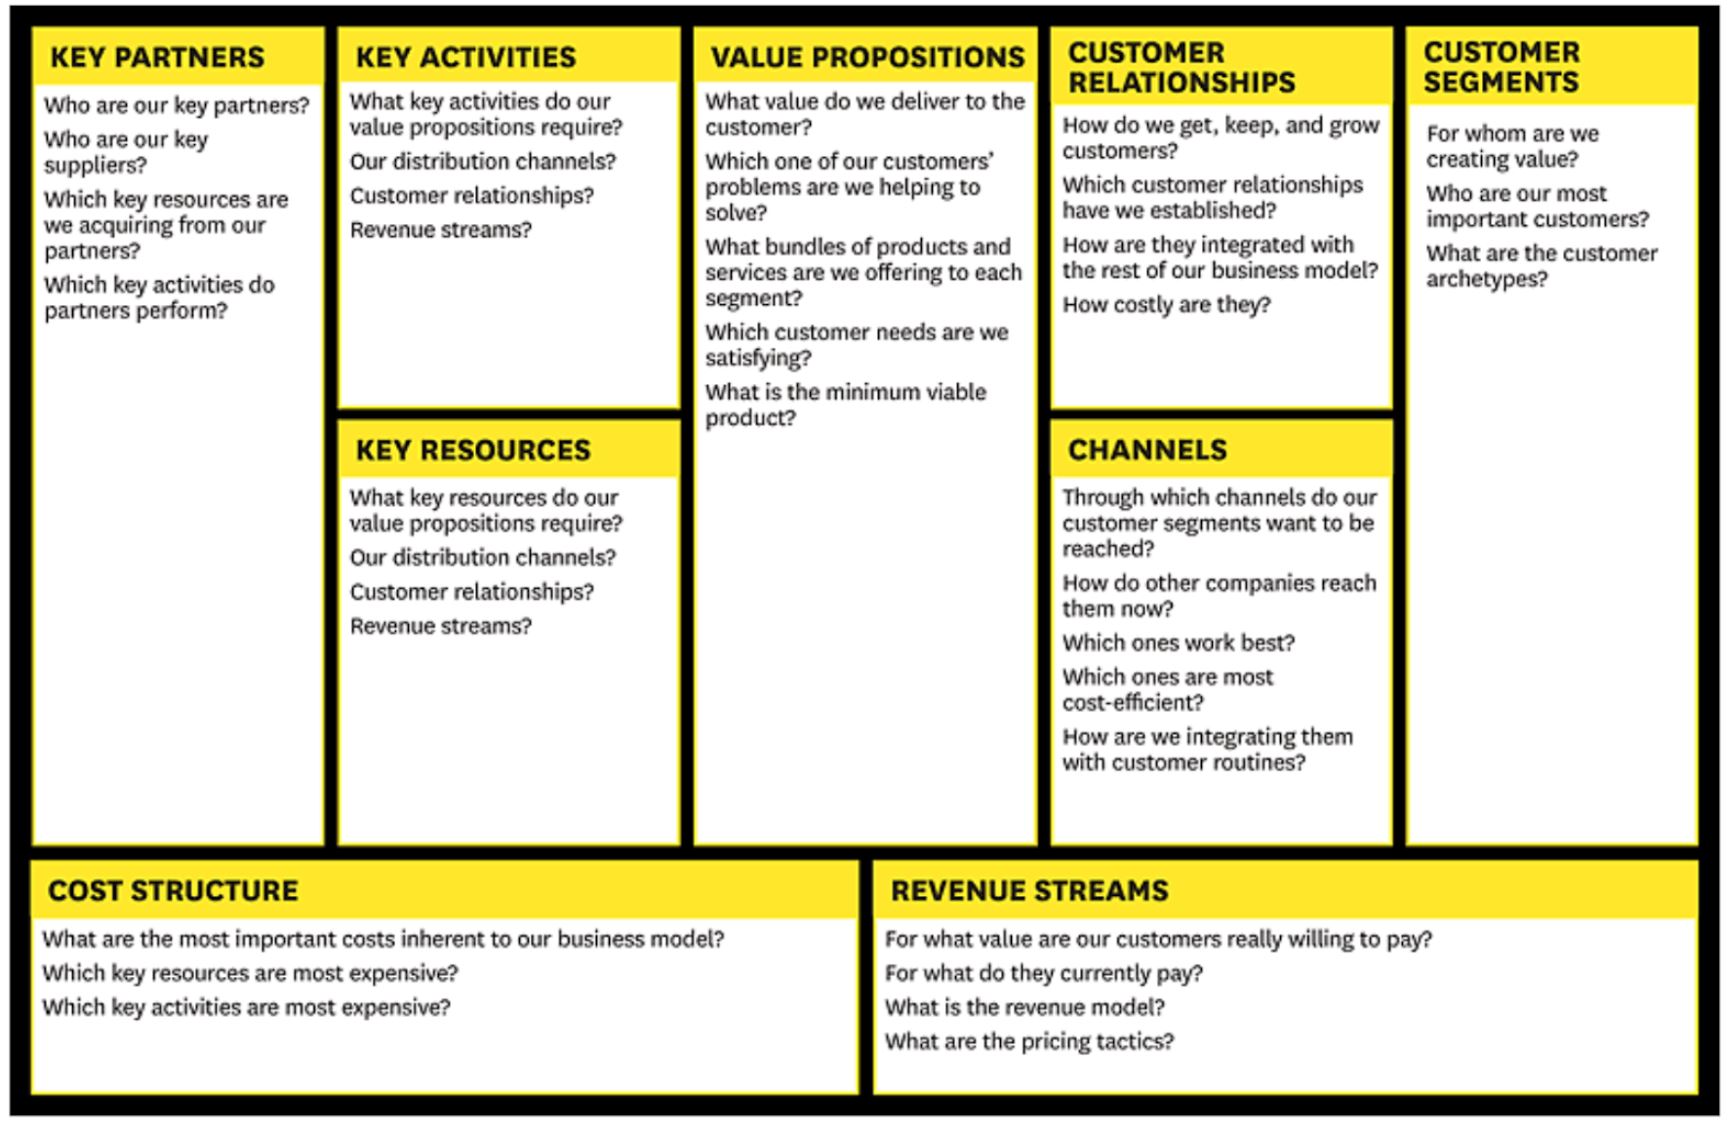 KEY PARTNERS
Who are our key partners?
Who are our key
suppliers?
Which key resources are
we acquiring from our
partners?
Which key activities do
partners perform?
KEY ACTIVITIES
What key activities do our
value propositions require?
Our distribution channels?
Customer relationships?
Revenue streams?
KEY RESOURCES
What key resources do our
value propositions require?
Our distribution channels?
Customer relationships?
Revenue streams?
VALUE PROPOSITIONS
What value do we deliver to the
customer?
Which one of our customers’
problems are we helping to
solve?
What bundles of products and
services are we offering to each
segment?
Which customer needs are we
satisfying?
What is the minimum viable
product?
CUSTOMER
RELATIONSHIPS
How do we get, keep, and grow
customers?
Which customer relationships
have we established?
How are they integrated with
the rest of our business model?
How costly are they?
CHANNELS
Through which channels do our
customer segments want to be
reached?
How do other companies reach
them now?
Which ones work best?
Which ones are most
cost-efficient?
How are we integrating them
with customer routines?
CUSTOMER
SEGMENTS
For whom are we
creating value?
Who are our most
important customers?
What are the customer
archetypes?
COST STRUCTURE
What are the most important costs inherent to our business model?
Which key resources are most expensive?
Which key activities are most expensive?
REVENUE STREAMS
For what value are our customers really willing to pay?
For what do they currently pay?
What is the revenue model?
What are the pricing tactics?